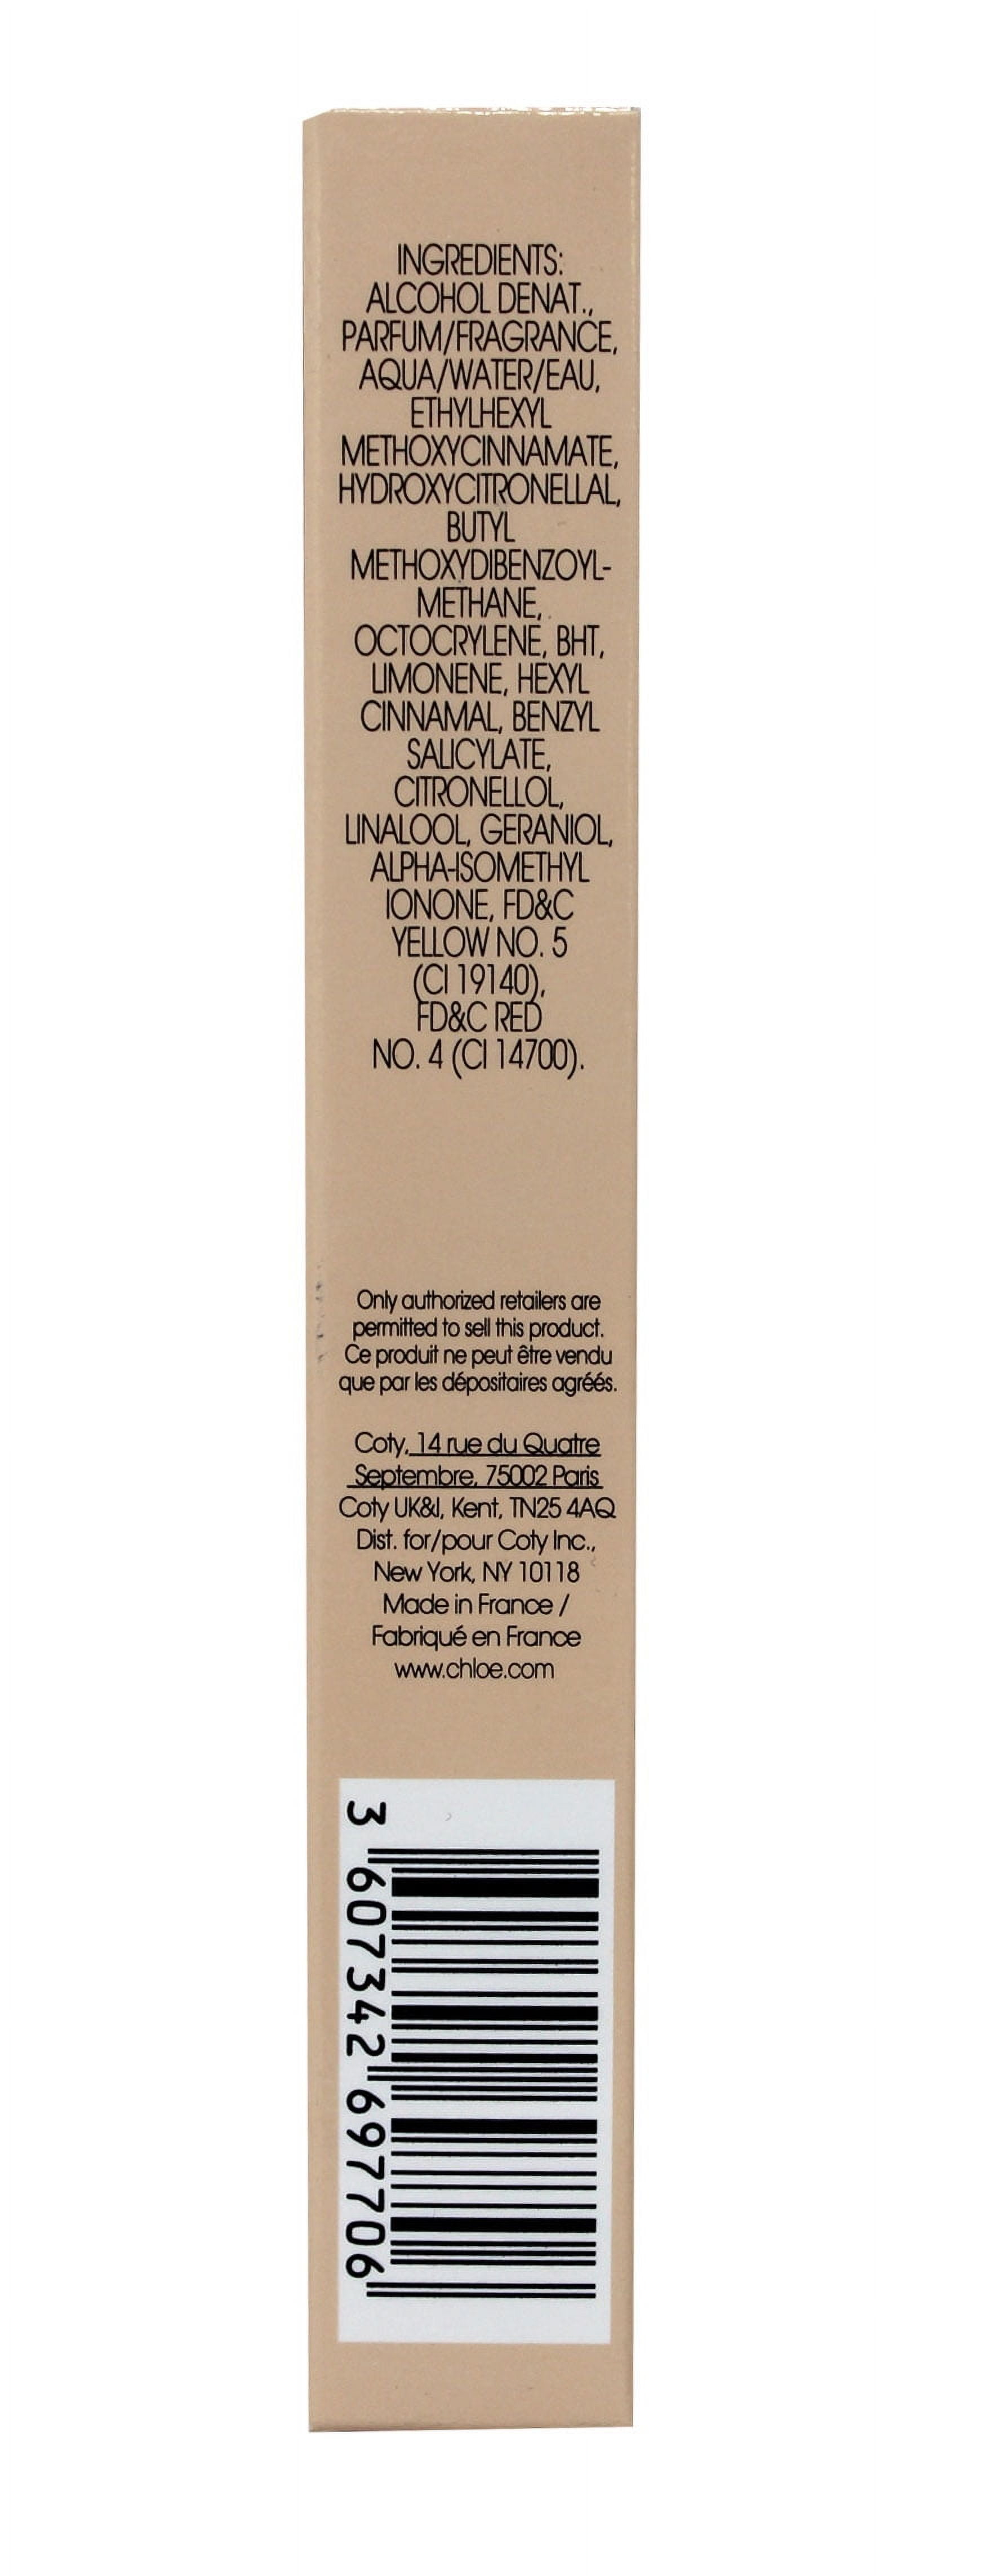 INGREDIENTS:
ALCOHOL DENAT.,
PARFUM/FRAGRANCE,
AQUA/WATER/EAU,
ETHYLHEXYL
METHOXYCINNAMATE,
HYDROXYCITRONELLAL,
BUTYL
METHOXYDIBENZOYL-
METHANE,
OCTOCRYLENE, BHT,
LIMONENE, HEXYL
CINNAMAL, BENZYL
SALICYLATE,
CITRONELLOL,
LINALOOL, GERANIOL,
ALPHA-ISOMETHYL
IONONE, FD&C
YELLOW NO. 5
(CI 19140),
FD&C RED
NO. 4 (CI 14700).
Only authorized retailers are
permitted to sell this product.
Ce produit ne peut être vendu
que par les dépositaires agréés.
Coty, 14 rue du Quatre
Septembre, 75002 Paris
Coty UK&I, Kent, TN25 4AQ
Dist. for/pour Coty Inc.,
New York, NY 10118
Made in France /
Fabriqué en France
www.chloe.com
3 607342 697706